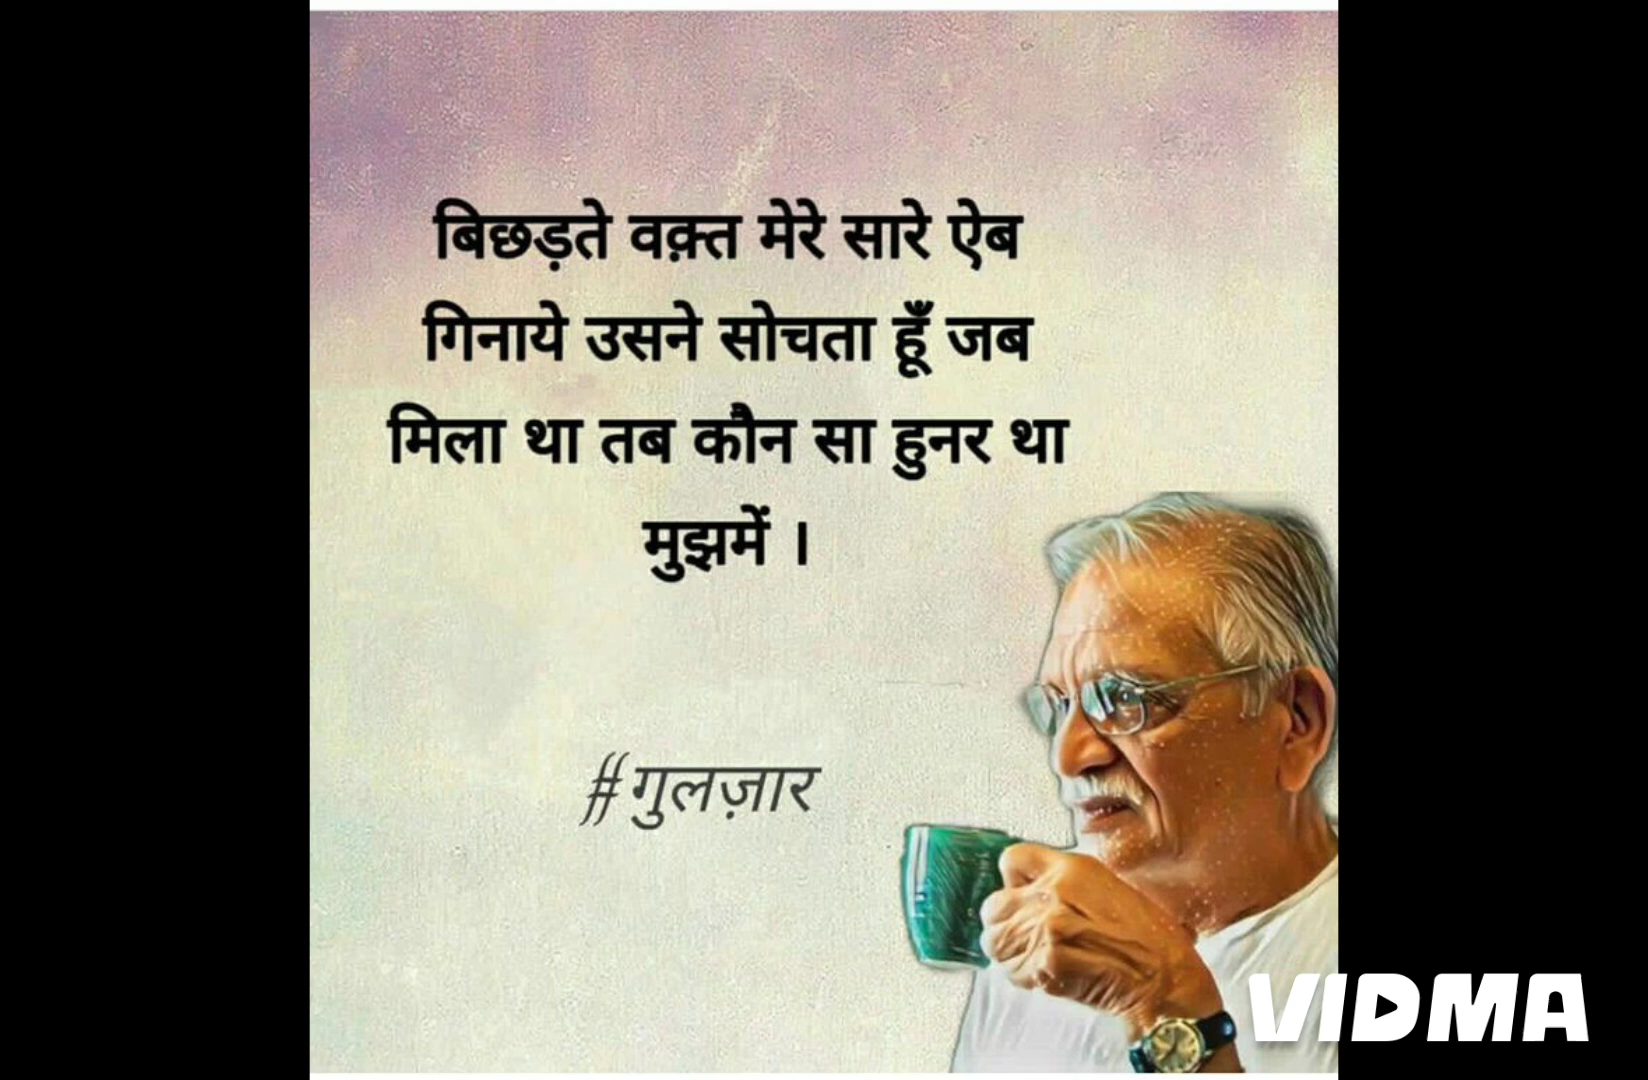 बिछड़ते वक़्त मेरे सारे ऐब
गिनाये उसने सोचता हूँ जब
मिला था तब कौन सा हुनर था
मुझमें ।
#गुलज़ार
VIDMA